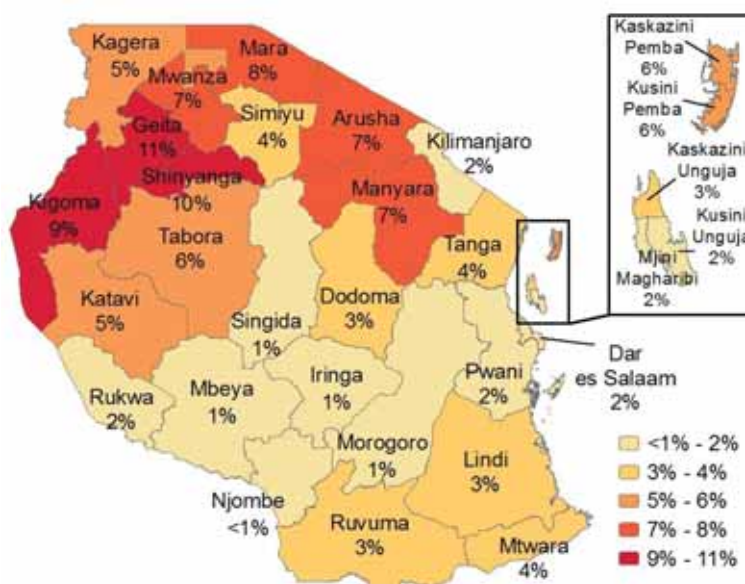 Kagera
5%
Mara
8%
Mwanza
7%
Simiyu
4%
Arusha
7%
Kilimanjaro
2%
Geita
11%
Shinyanga
10%
Kigoma
9%
Manyara
7%
Tabora
6%
Tanga
4%
Katavi
5%
Singida
1%
Dodoma
3%
Rukwa
2%
Mbeya
1%
Iringa
1%
Morogoro
1%
Pwani
2%
Dar
es Salaam
2%
Njombe
<1%
Lindi
3%
Ruvuma
3%
Mtwara
4%
Kaskazini
Pemba
6%
Kusini
Pemba
6%
Kaskazini
Unguja
3%
Kusini
Unguja
2%
Mjini
Magharibi
2%
<1% - 2%
3% - 4%
5% - 6%
7% - 8%
9% - 11%